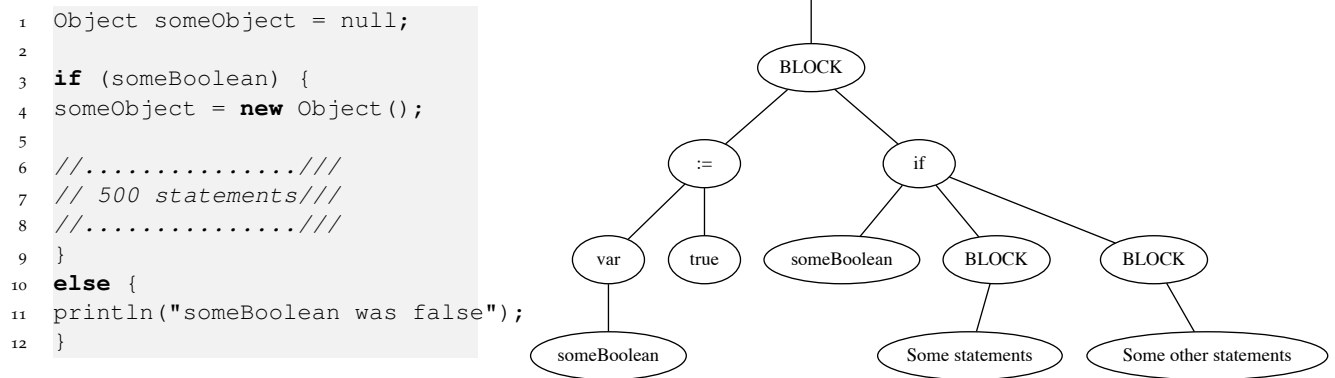 1 Object someObject = null;
2
3 if (someBoolean) {
4 someObject = new Object();
5
6 //...............///
7 // 500 statements///
8 //...............///
9 }
10 else {
11 println("someBoolean was false");
12 }
BLOCK
:= if
var true someBoolean BLOCK BLOCK
someBoolean Some statements Some other statements